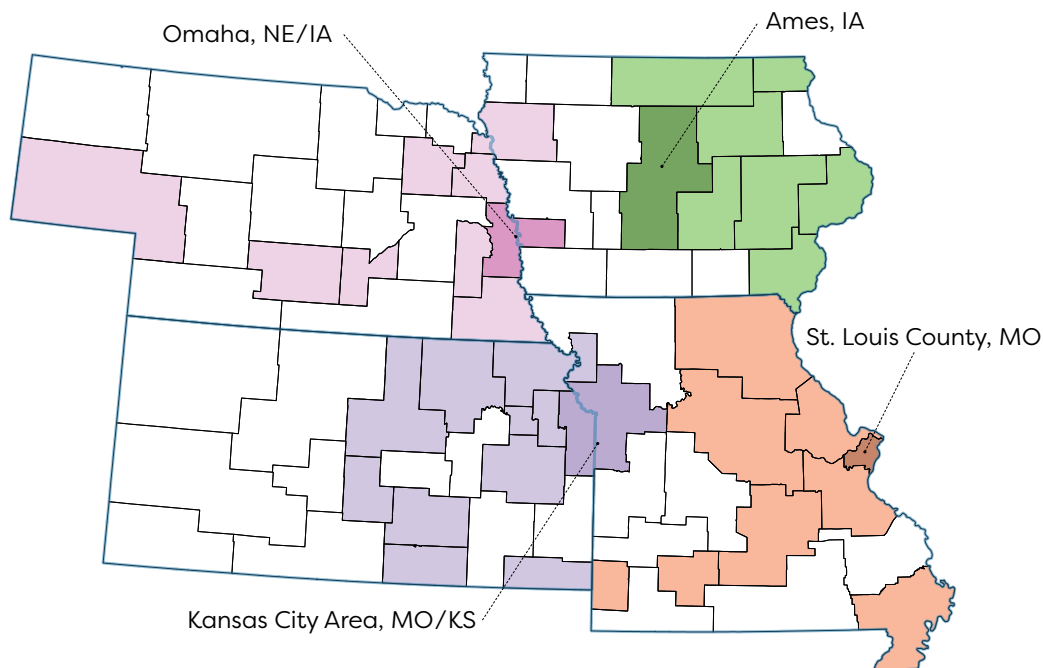 Ames, IA
Omaha, NE/IA
St. Louis County, MO
Kansas City Area, MO/KS